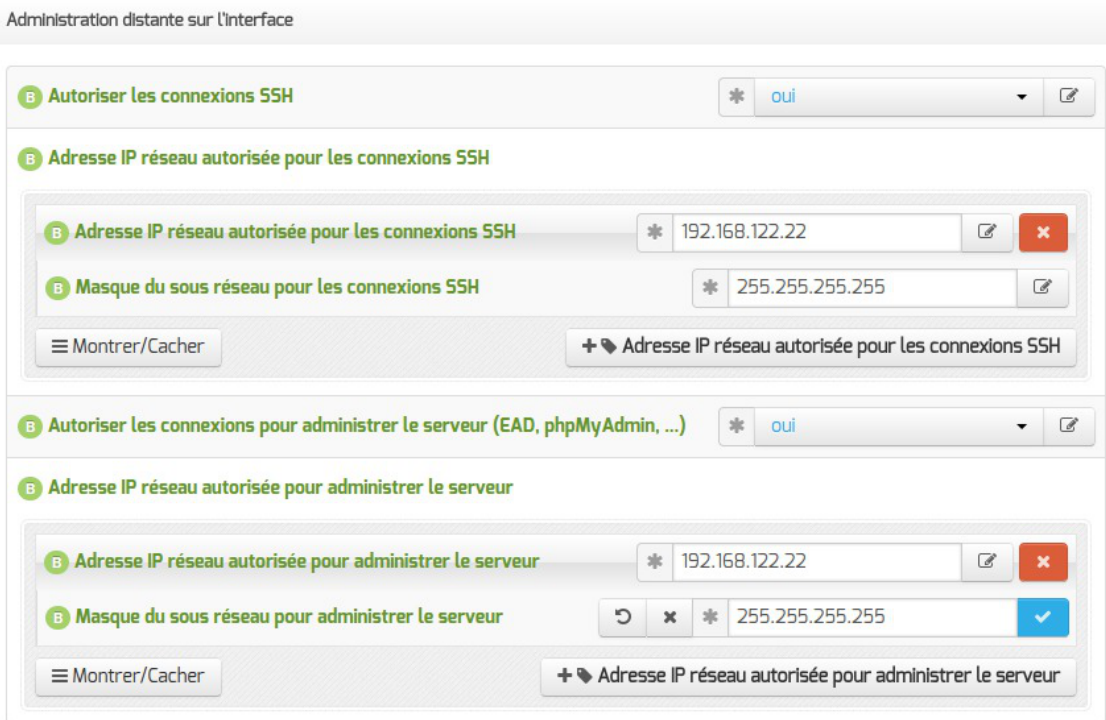 Administration distante sur l'interface
B Autoriser les connexions SSH
oui
B Adresse IP réseau autorisée pour les connexions SSH
B Adresse IP réseau autorisée pour les connexions SSH
192.168.122.22
B Masque du sous réseau pour les connexions SSH
255.255.255.255
Montrer/Cacher
Adresse IP réseau autorisée pour les connexions SSH
B Autoriser les connexions pour administrer le serveur (EAD, phpMyAdmin, ...)
oui
B Adresse IP réseau autorisée pour administrer le serveur
B Adresse IP réseau autorisée pour administrer le serveur
192.168.122.22
B Masque du sous réseau pour administrer le serveur
255.255.255.255
Montrer/Cacher
Adresse IP réseau autorisée pour administrer le serveur